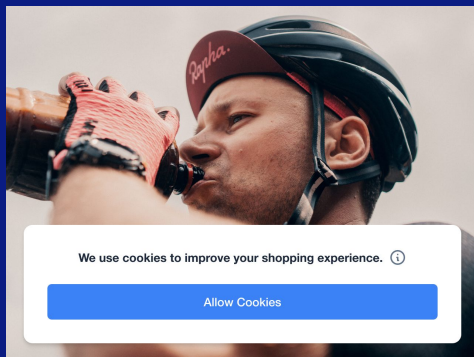 Rapha.
We use cookies to improve your shopping experience.
Allow Cookies